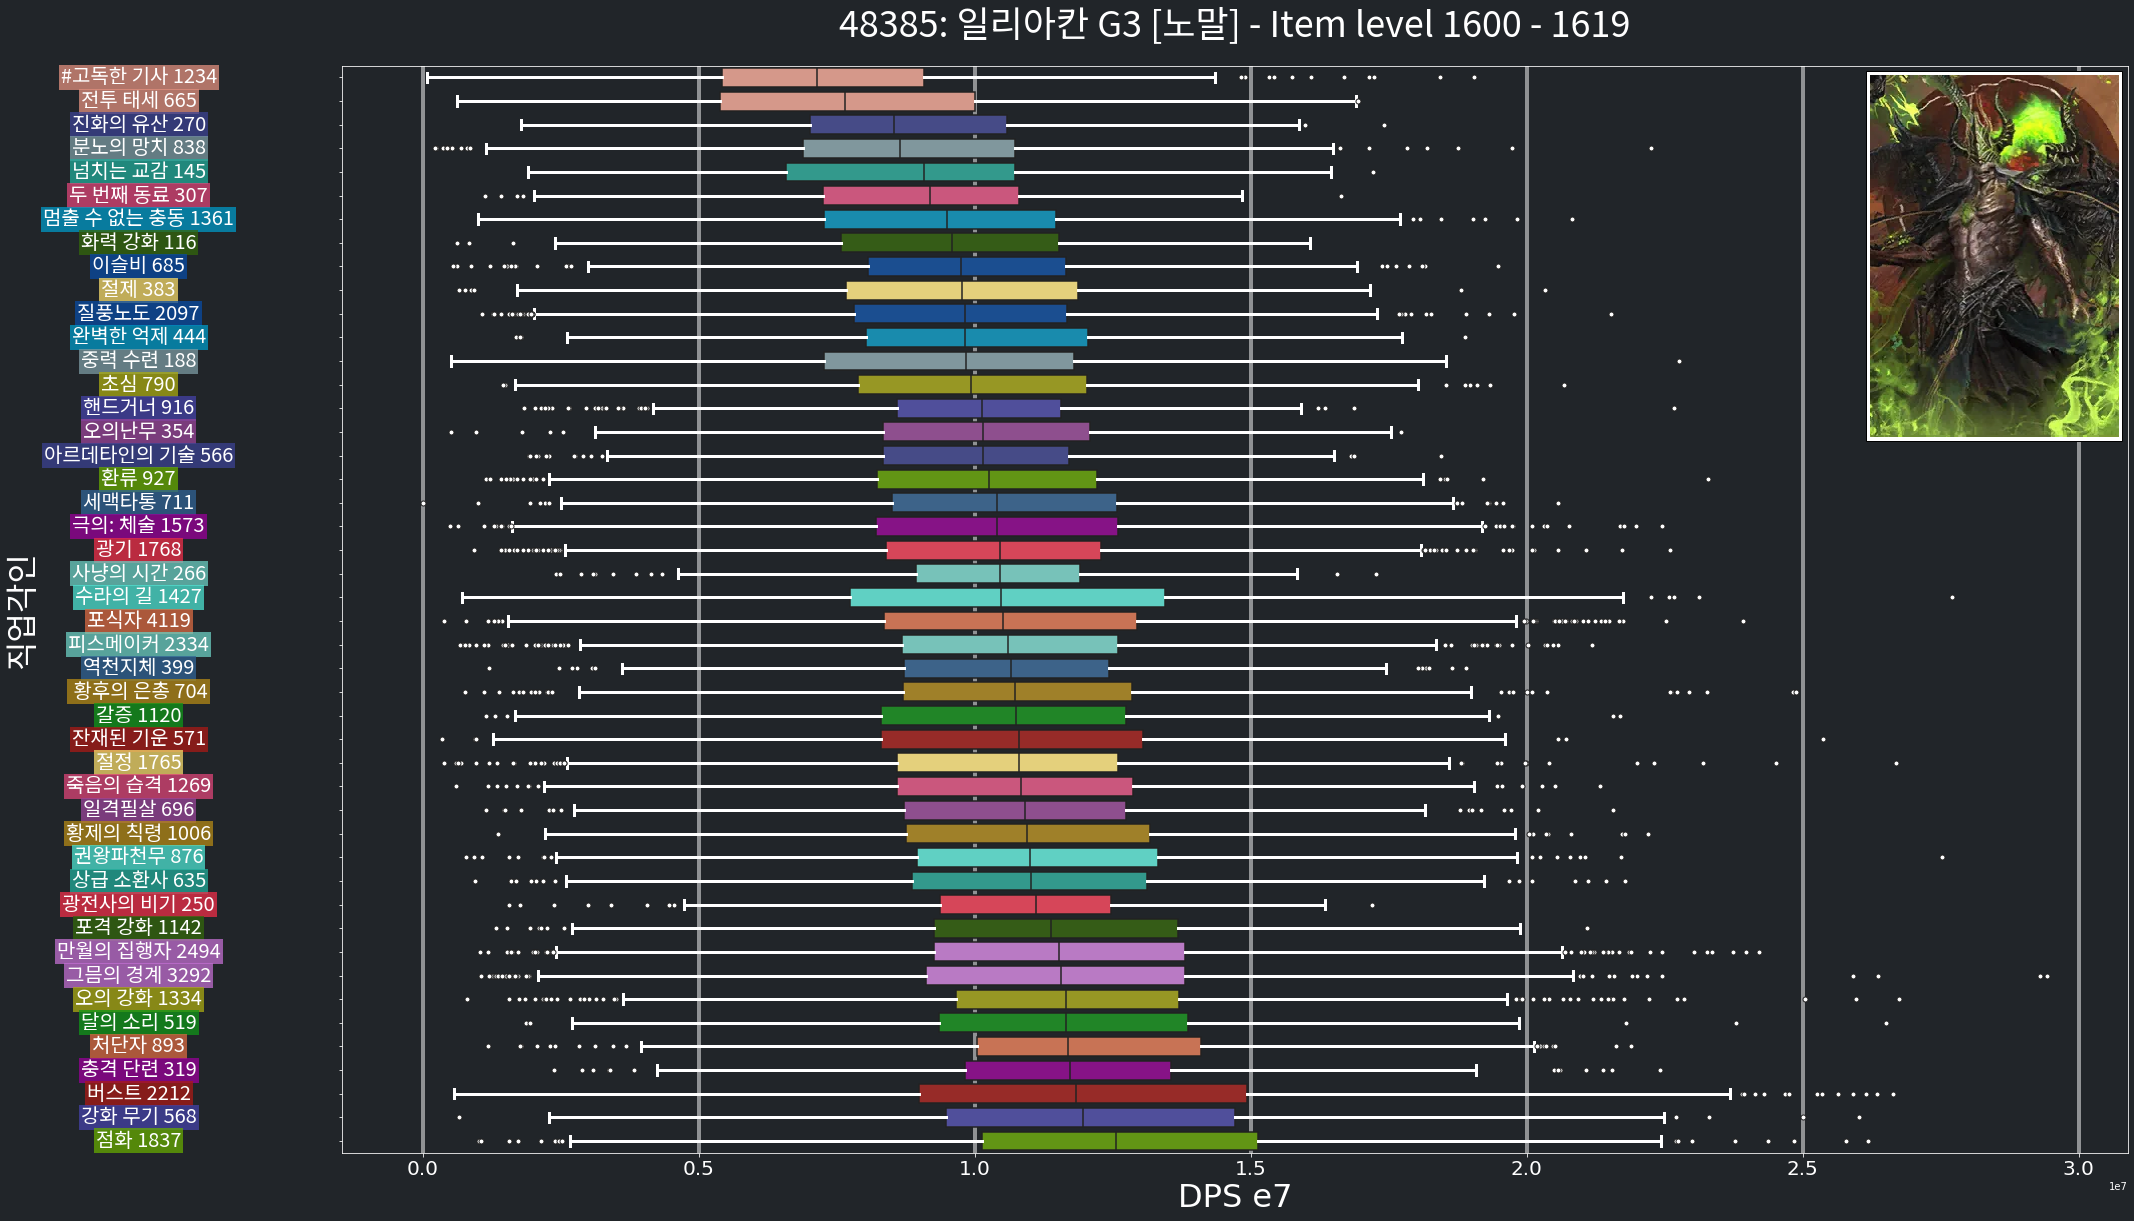 48385: 일리아칸 G3 [노말] - Item level 1600 - 1619
#고독한 기사 1234
전투 태세 665
진화의 유산 270
분노의 망치 838
넘치는 교감 145
두 번째 동료 307
멈출 수 없는 충동 1361
화력 강화 116
이슬비 685
절제 383
질풍노도 2097
완벽한 억제 444
중력 수련 188
초심 790
핸드거너 916
오의난무 354
아르데타인의 기술 566
환류 927
세맥타통 711
극의: 체술 1573
광기 1768
사냥의 시간 266
수라의 길 1427
포식자 4119
피스메이커 2334
역천지체 399
황후의 은총 704
갈증 1120
잔재된 기운 571
절정 1765
죽음의 습격 1269
일격필살 696
황제의 칙령 1006
권왕파천무 876
상급 소환사 635
광전사의 비기 250
포격 강화 1142
만월의 집행자 2494
그믐의 경계 3292
오의 강화 1334
달의 소리 519
처단자 893
충격 단련 319
버스트 2212
강화 무기 568
점화 1837
직업각인
0.0 0.5 1.0 1.5 2.0 2.5 3.0
1e7
DPS e7